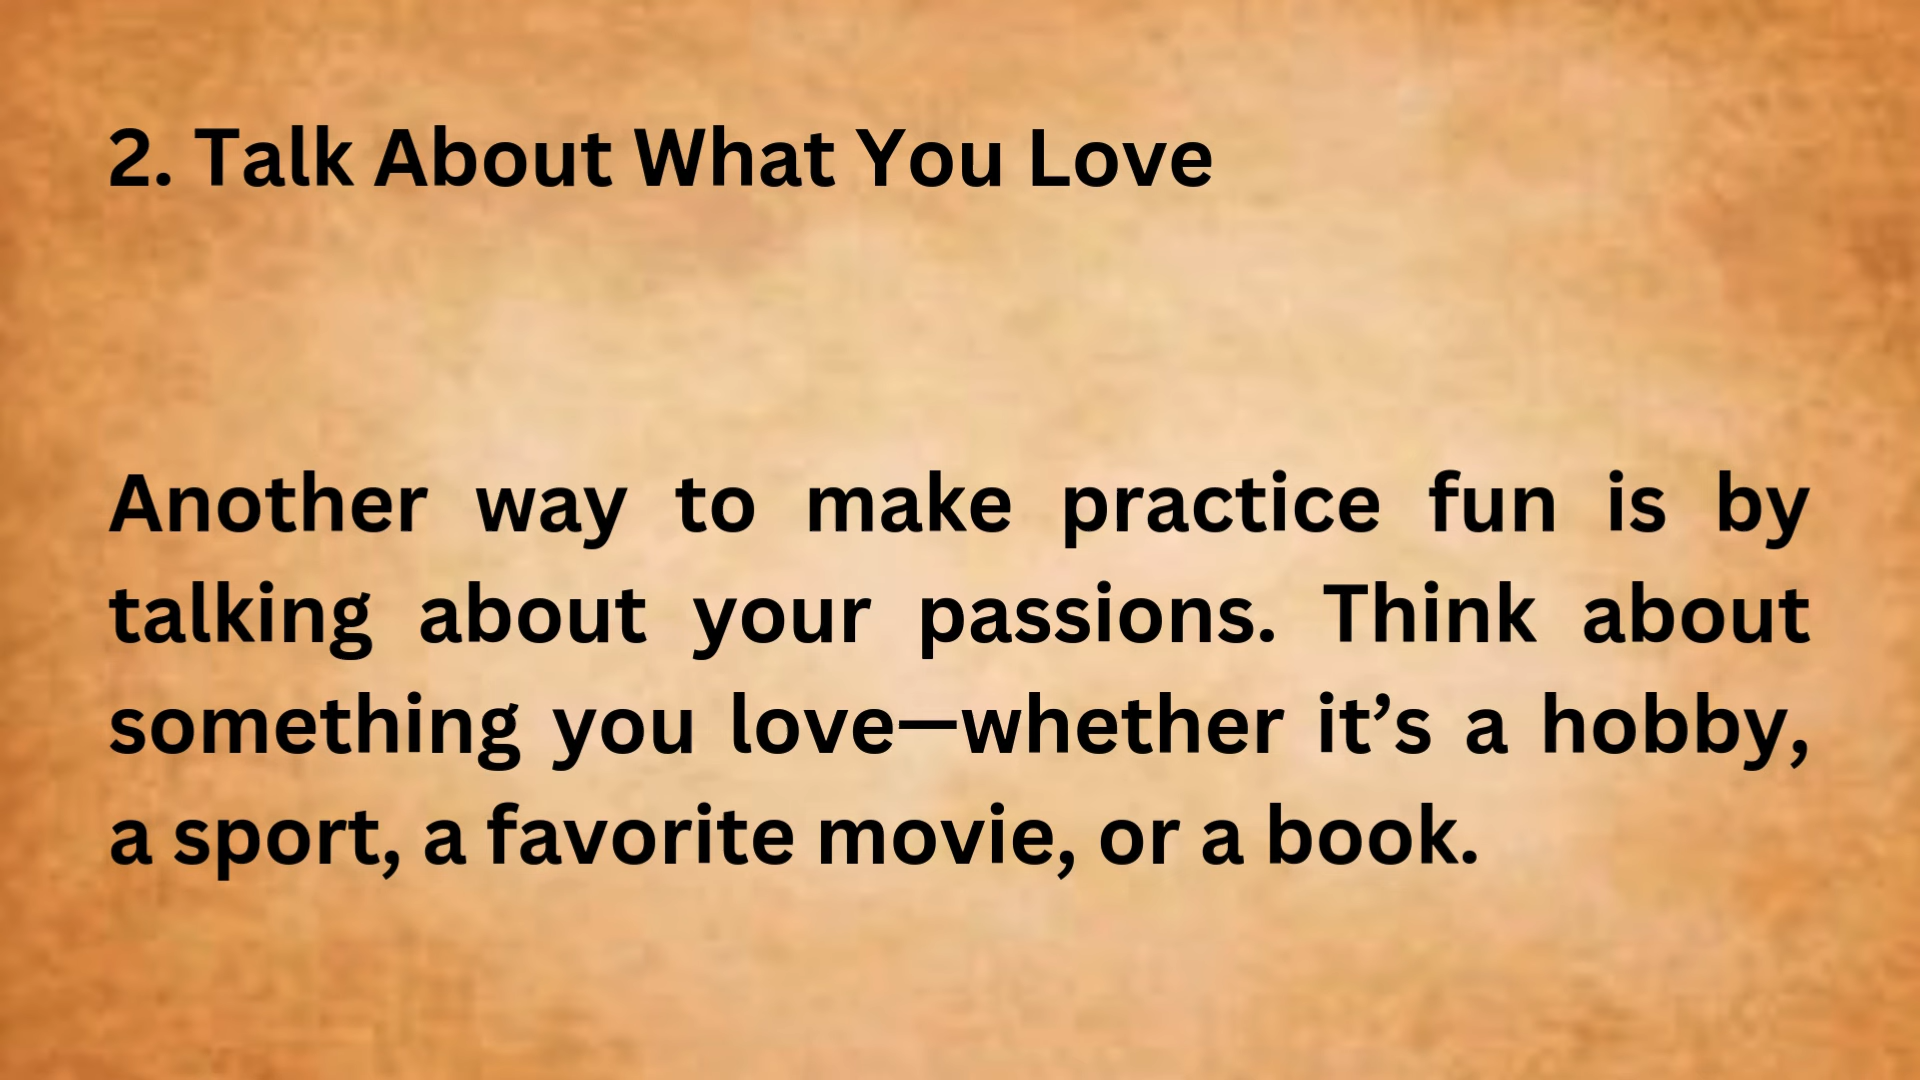 2. Talk About What You Love
Another way to make practice fun is by
talking about your passions. Think about
something you love—whether it’s a hobby,
a sport, a favorite movie, or a book.